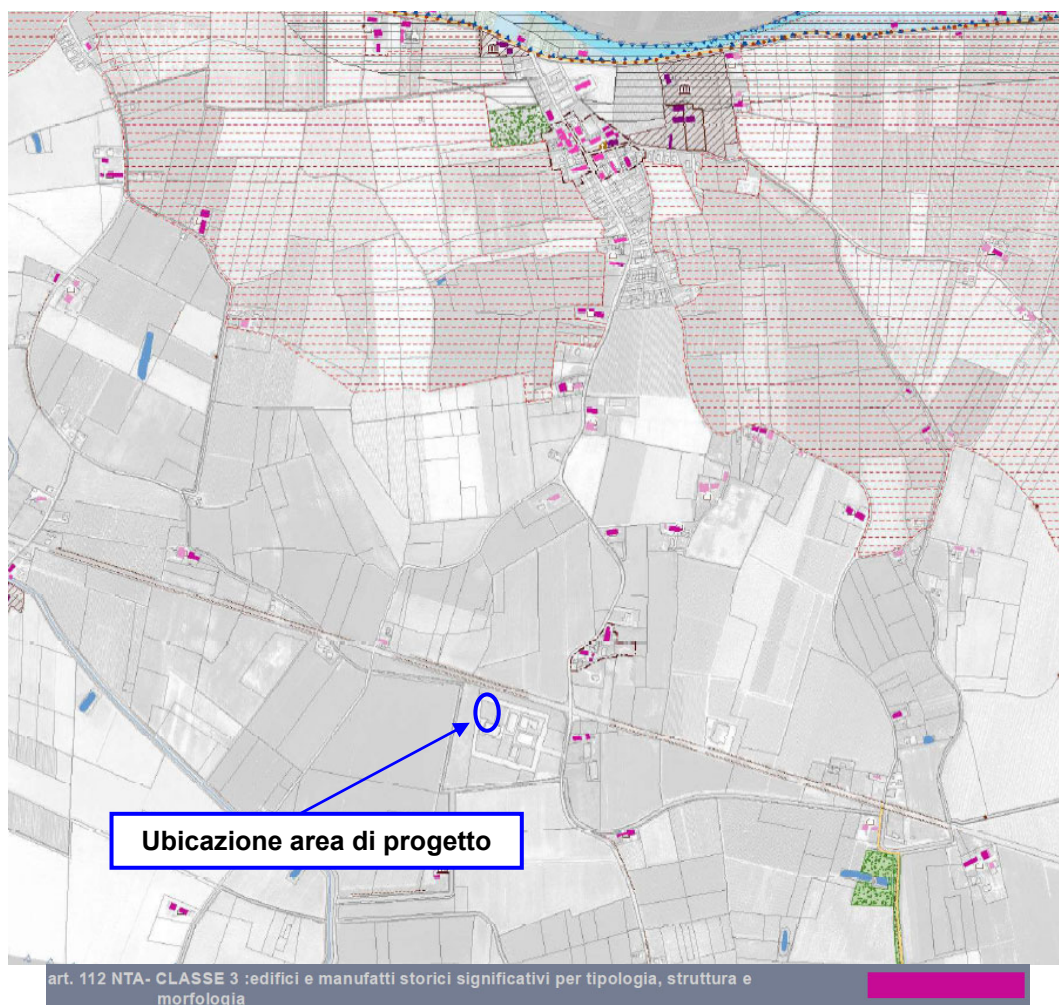 Ubicazione area di progetto
art. 112 NTA- CLASSE 3 :edifici e manufatti storici significativi per tipologia, struttura e
morfologia